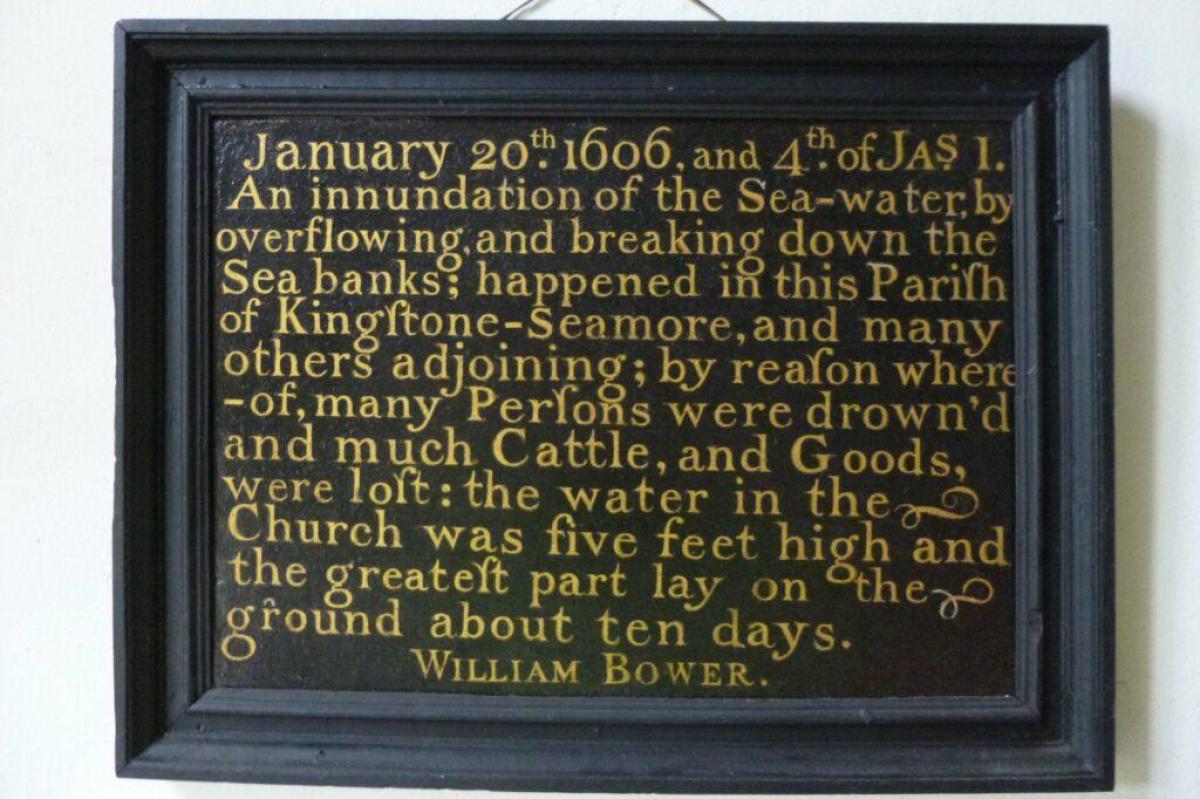 January 20th. 1606, and 4th. of JAS. I.
An innundation of the Sea-water, by
overflowing, and breaking down the
Sea banks; happened in this Pariſh
of Kingſtone-Seamore, and many
others adjoining; by reaſon where
-of, many Perſons were drown'd
and much Cattle, and Goods,
were loſt: the water in the
Church was five feet high and
the greateſt part lay on the
ground about ten days.
WILLIAM BOWER.